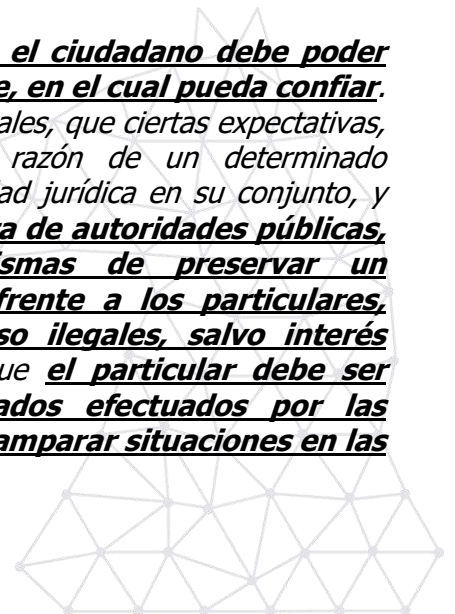 el ciudadano debe poder
e, en el cual pueda confiar.
ales, que ciertas expectativas,
razón de un determinado
ad jurídica en su conjunto, y
a de autoridades públicas,
ismas de preservar un
frente a los particulares,
so ilegales, salvo interés
ue el particular debe ser
ados efectuados por las
amparar situaciones en las